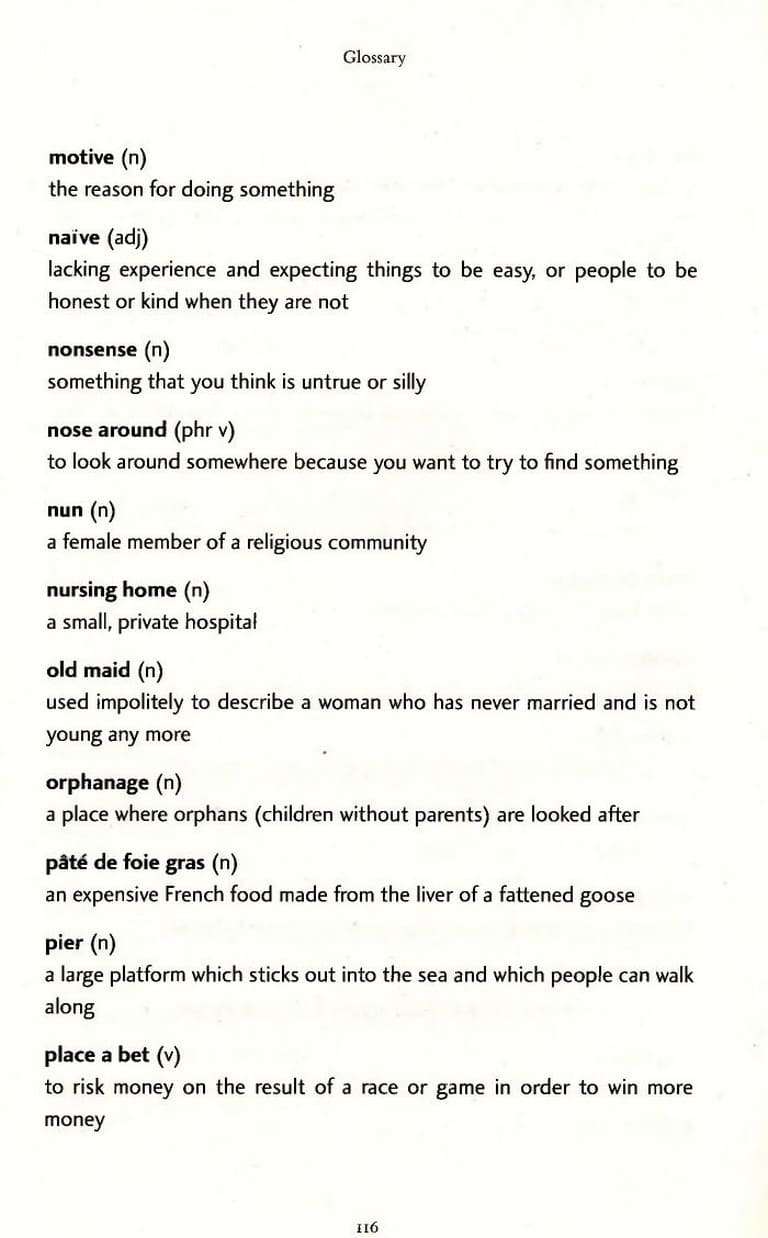 Glossary
motive (n)
the reason for doing something
naïve (adj)
lacking experience and expecting things to be easy, or people to be
honest or kind when they are not
nonsense (n)
something that you think is untrue or silly
nose around (phr v)
to look around somewhere because you want to try to find something
nun (n)
a female member of a religious community
nursing home (n)
a small, private hospital
old maid (n)
used impolitely to describe a woman who has never married and is not
young any more
orphanage (n)
a place where orphans (children without parents) are looked after
pâté de foie gras (n)
an expensive French food made from the liver of a fattened goose
pier (n)
a large platform which sticks out into the sea and which people can walk
along
place a bet (v)
to risk money on the result of a race or game in order to win more
money
116